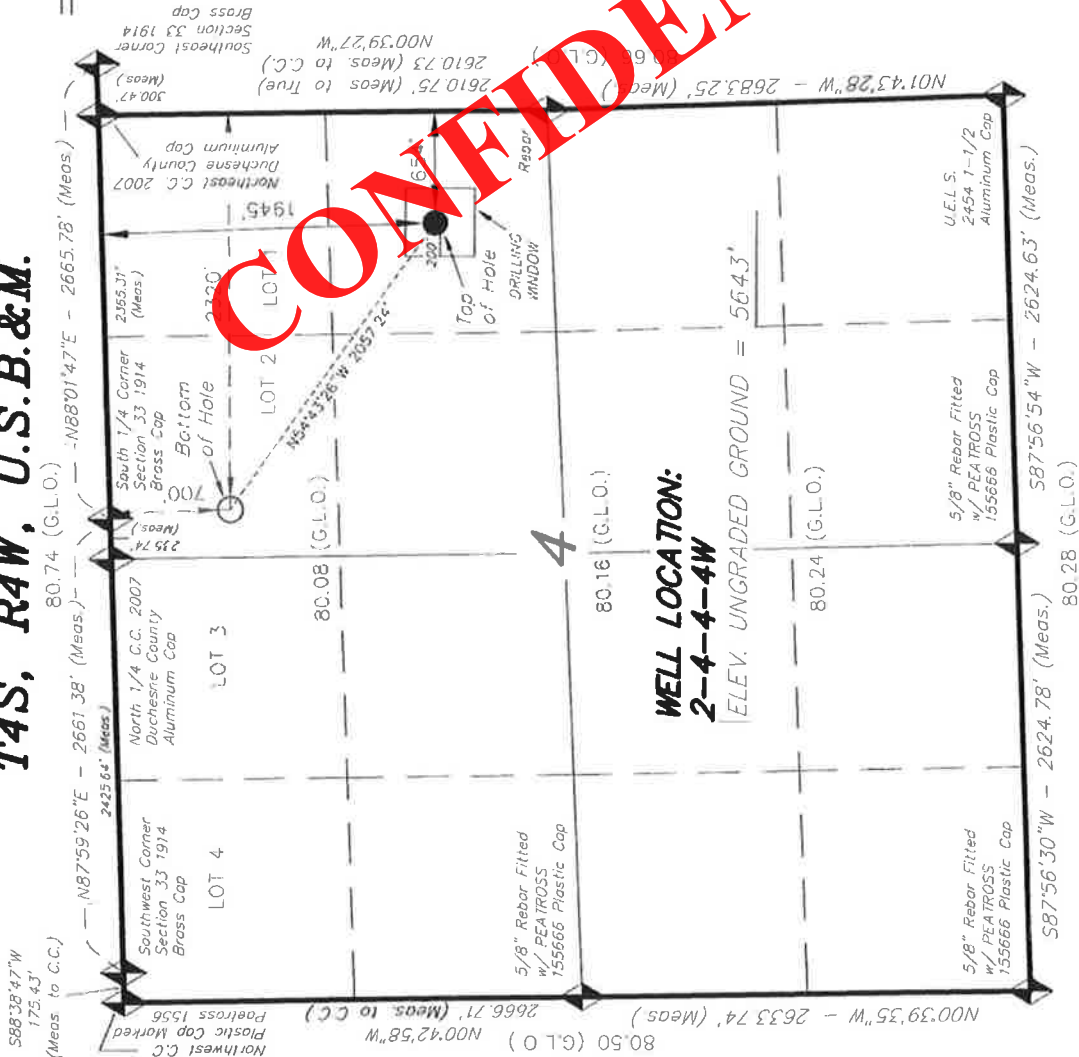 T4S, R4W, U.S.B.&M.
S88°38'47"W
175.43'
(Meas. to C.C.)
80.74 (G.L.O.)
N87°59'26"E - 2661.38' (Meas.)
N88°01'47"E - 2665.78' (Meas.)
2425.64' (Meas.)
235.74'
(Meas.)
2355.31'
(Meas.)
300.47'
(Meas.)
Southeast Corner
Section 33 1914
Brass Cap
Northwest C.C.
Plastic Cap Marked
Paelross 1556
Southwest Corner
Section 33 1914
Brass Cap
North 1/4 C.C. 2007
Duchesne County
Aluminum Cap
South 1/4 Corner
Section 33 1914
Brass Cap
Northeast C.C. 2007
Duchesne County
Aluminum Cap
LOT 4
LOT 3
LOT 2
LOT 1
Bottom
of Hole
700'
2320'
1945'
N54°43'26"W 2057.24'
200'
Top
of Hole
DRILLING
WINDOW
Rebar
80.08 (G.L.O.)
N00°42'58"W
2666.71' (Meas. to C.C.)
2610.75' (Meas to True)
2610.73 (Meas. to C.C.)
N00°39'27"W
80.50 (G.L.O.)
80.66 (G.L.O.)
4
80.16 (G.L.O.)
5/8" Rebar Fitted
w/ PEATROSS
155666 Plastic Cap
WELL LOCATION:
2-4-4-4W
ELEV. UNGRADED GROUND = 5643'
80.24 (G.L.O.)
N00°39'35"W - 2633.74' (Meas.)
N01°43'28"W - 2683.25' (Meas.)
5/8" Rebar Fitted
w/ PEATROSS
155666 Plastic Cap
5/8" Rebar Fitted
w/ PEATROSS
155666 Plastic Cap
U.E.L.S.
2454 1-1/2
Aluminum Cap
S87°56'30"W - 2624.78' (Meas.)
S87°56'54"W - 2624.63' (Meas.)
80.28 (G.L.O.)
CONFIDEN